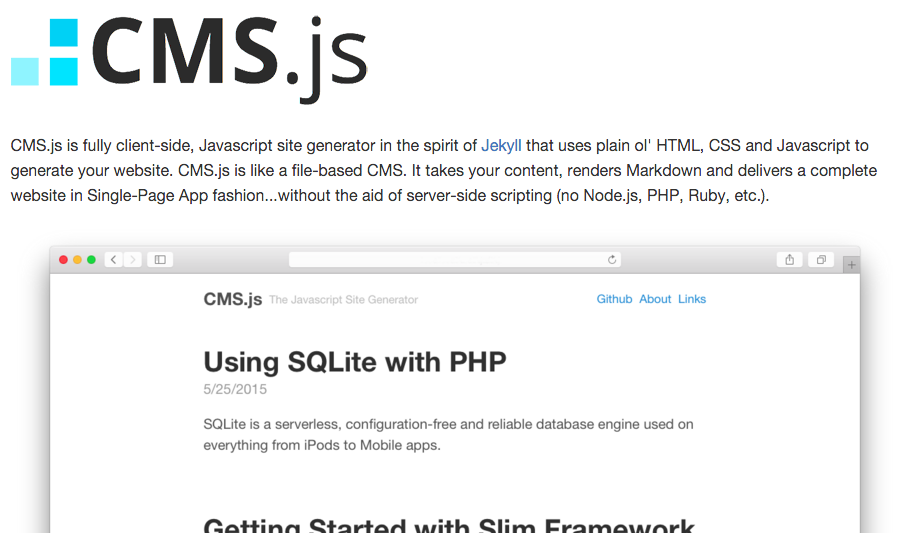 CMS.js
CMS.js is fully client-side, Javascript site generator in the spirit of Jekyll that uses plain ol' HTML, CSS and Javascript to
generate your website. CMS.js is like a file-based CMS. It takes your content, renders Markdown and delivers a complete
website in Single-Page App fashion...without the aid of server-side scripting (no Node.js, PHP, Ruby, etc.).
CMS.js The Javascript Site Generator Github About Links
Using SQLite with PHP
5/25/2015
SQLite is a serverless, configuration-free and reliable database engine used on
everything from iPods to Mobile apps.
Getting Started with Slim Framework